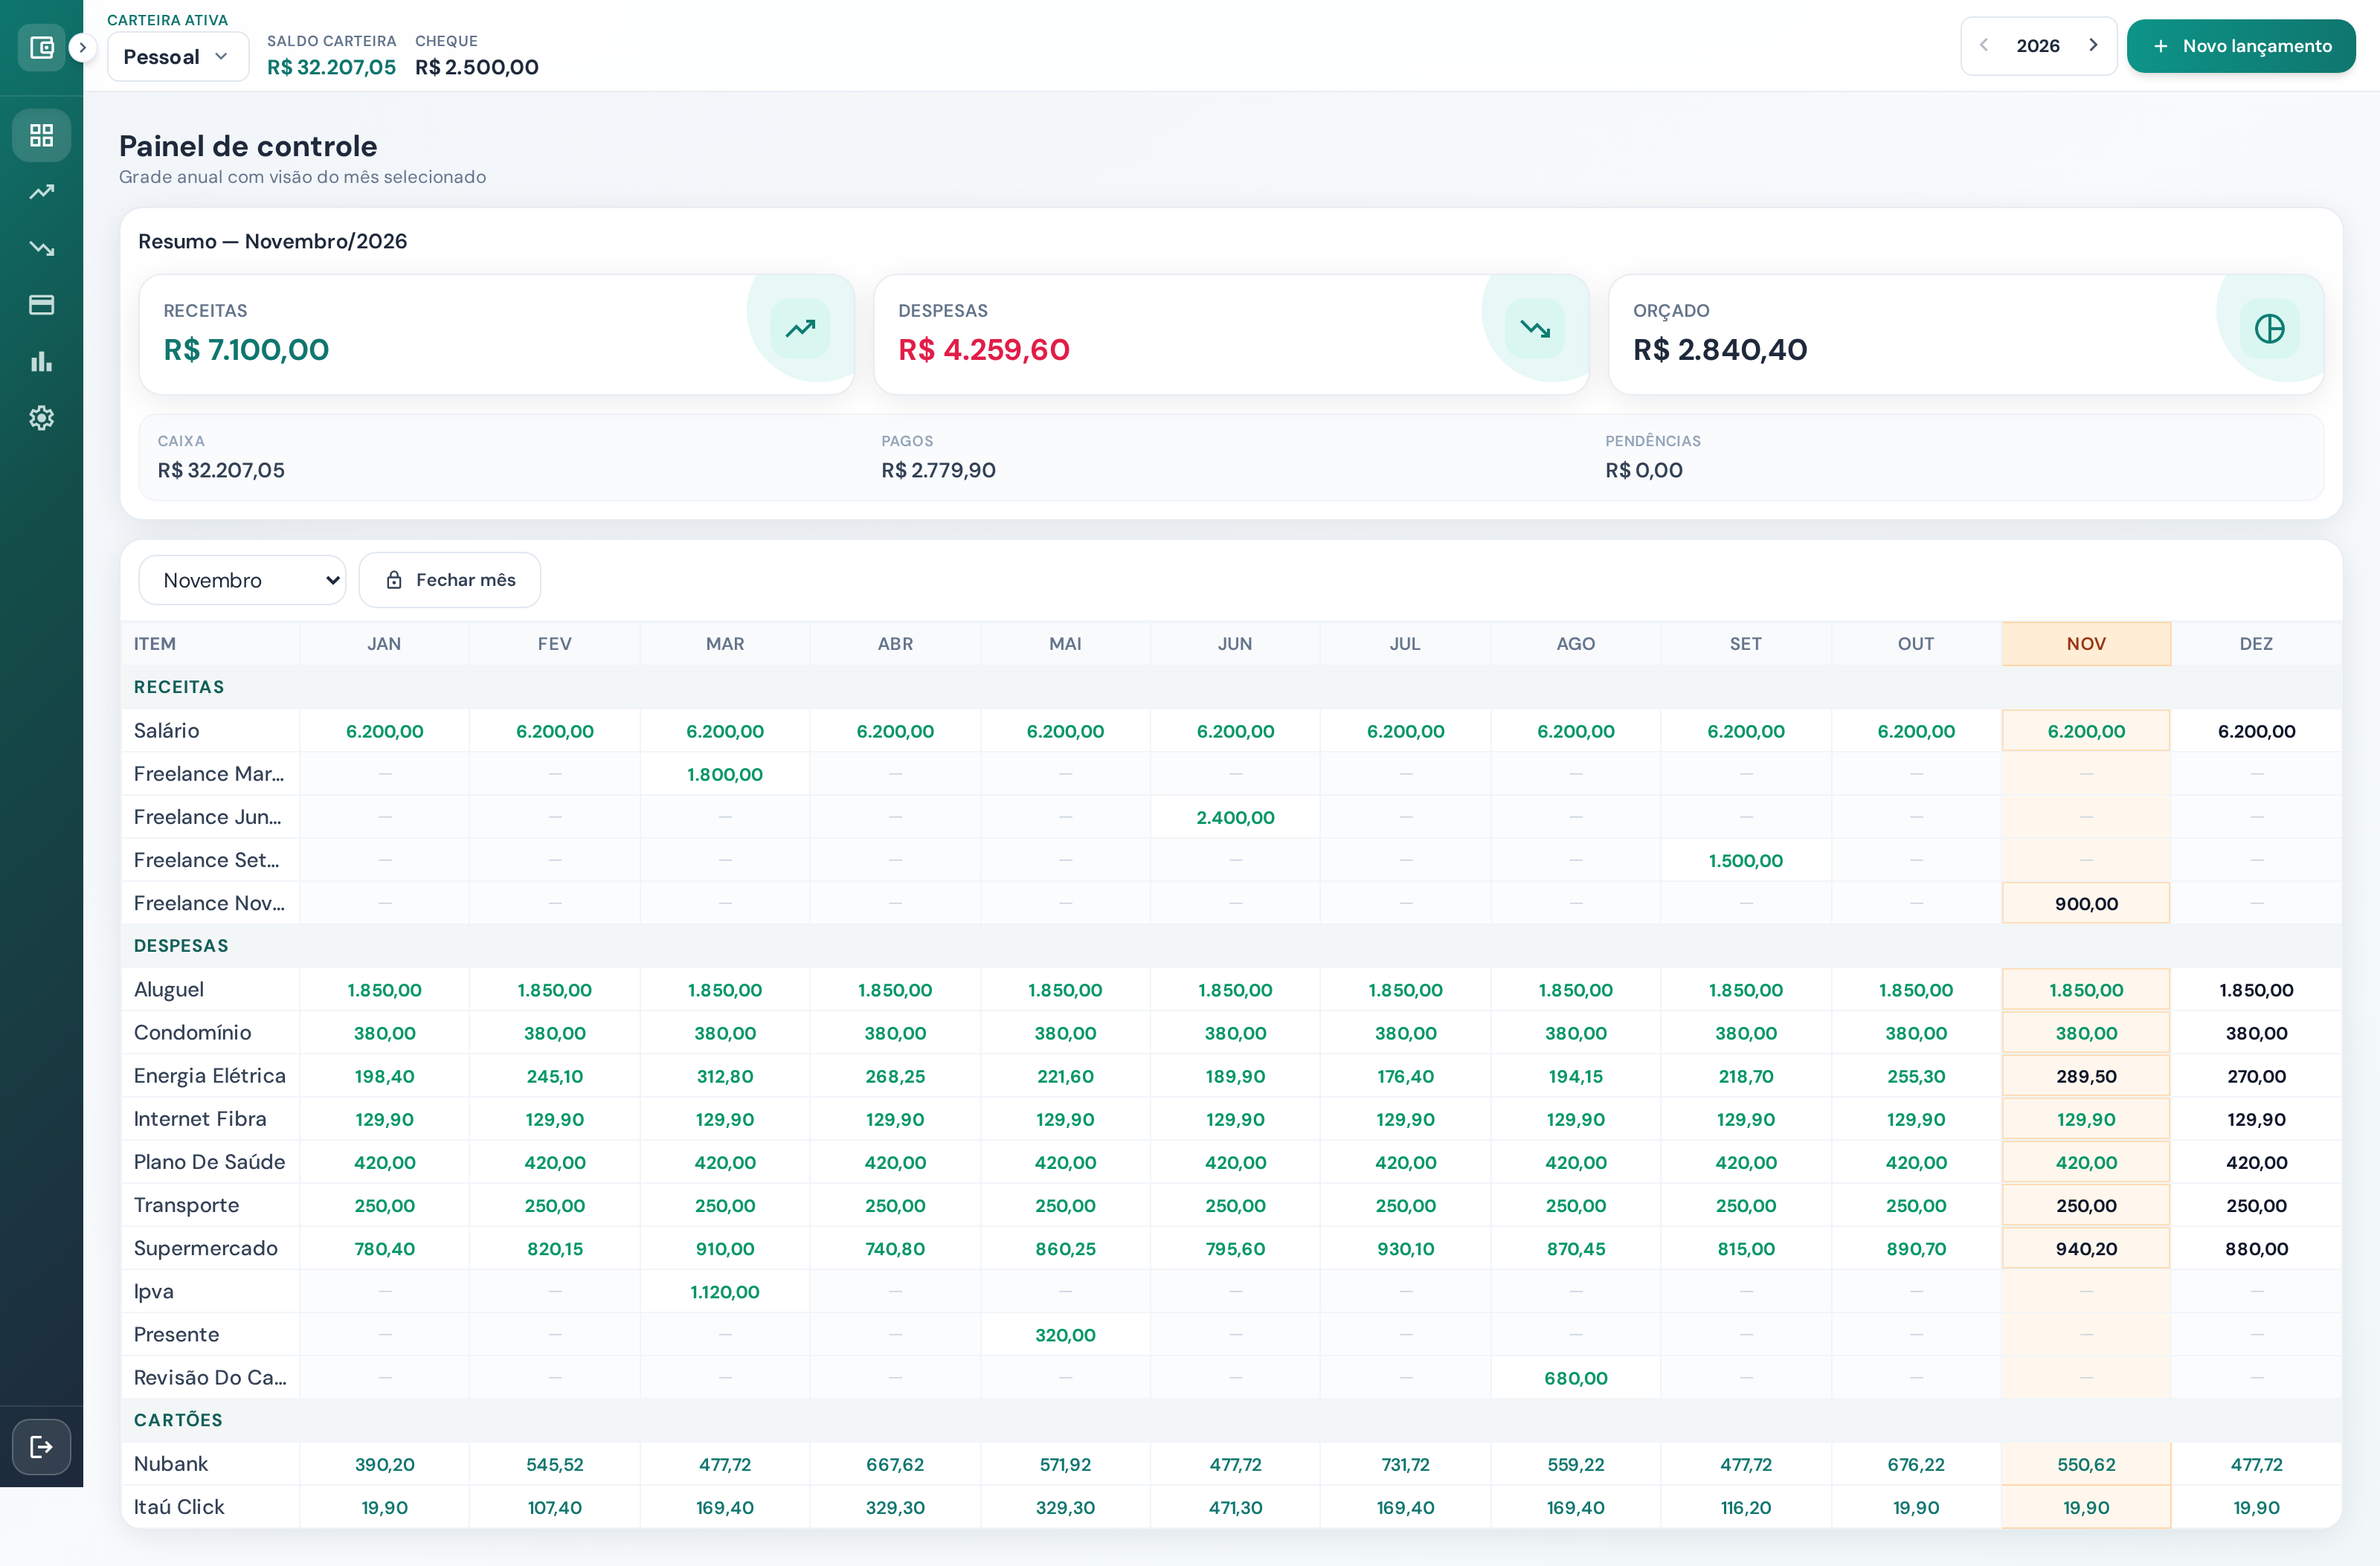 CARTEIRA ATIVA
Pessoal
SALDO CARTEIRA CHEQUE
R$ 32.207,05 R$ 2.500,00
2026
+ Novo lançamento
Painel de controle
Grade anual com visão do mês selecionado
Resumo — Novembro/2026
RECEITAS
R$ 7.100,00
DESPESAS
R$ 4.259,60
ORÇADO
R$ 2.840,40
CAIXA
R$ 32.207,05
PAGOS
R$ 2.779,90
PENDÊNCIAS
R$ 0,00
Novembro
Fechar mês
ITEM JAN FEV MAR ABR MAI JUN JUL AGO SET OUT NOV DEZ
RECEITAS
Salário 6.200,00 6.200,00 6.200,00 6.200,00 6.200,00 6.200,00 6.200,00 6.200,00 6.200,00 6.200,00 6.200,00 6.200,00
Freelance Mar... — — 1.800,00 — — — — — — — — —
Freelance Jun... — — — — — 2.400,00 — — — — — —
Freelance Set... — — — — — — — — 1.500,00 — — —
Freelance Nov... — — — — — — — — — — 900,00 —
DESPESAS
Aluguel 1.850,00 1.850,00 1.850,00 1.850,00 1.850,00 1.850,00 1.850,00 1.850,00 1.850,00 1.850,00 1.850,00 1.850,00
Condomínio 380,00 380,00 380,00 380,00 380,00 380,00 380,00 380,00 380,00 380,00 380,00 380,00
Energia Elétrica 198,40 245,10 312,80 268,25 221,60 189,90 176,40 194,15 218,70 255,30 289,50 270,00
Internet Fibra 129,90 129,90 129,90 129,90 129,90 129,90 129,90 129,90 129,90 129,90 129,90 129,90
Plano De Saúde 420,00 420,00 420,00 420,00 420,00 420,00 420,00 420,00 420,00 420,00 420,00 420,00
Transporte 250,00 250,00 250,00 250,00 250,00 250,00 250,00 250,00 250,00 250,00 250,00 250,00
Supermercado 780,40 820,15 910,00 740,80 860,25 795,60 930,10 870,45 815,00 890,70 940,20 880,00
Ipva — — 1.120,00 — — — — — — — — —
Presente — — — — 320,00 — — — — — — —
Revisão Do Ca... — — — — — — — 680,00 — — — —
CARTÕES
Nubank 390,20 545,52 477,72 667,62 571,92 477,72 731,72 559,22 477,72 676,22 550,62 477,72
Itaú Click 19,90 107,40 169,40 329,30 329,30 471,30 169,40 169,40 116,20 19,90 19,90 19,90